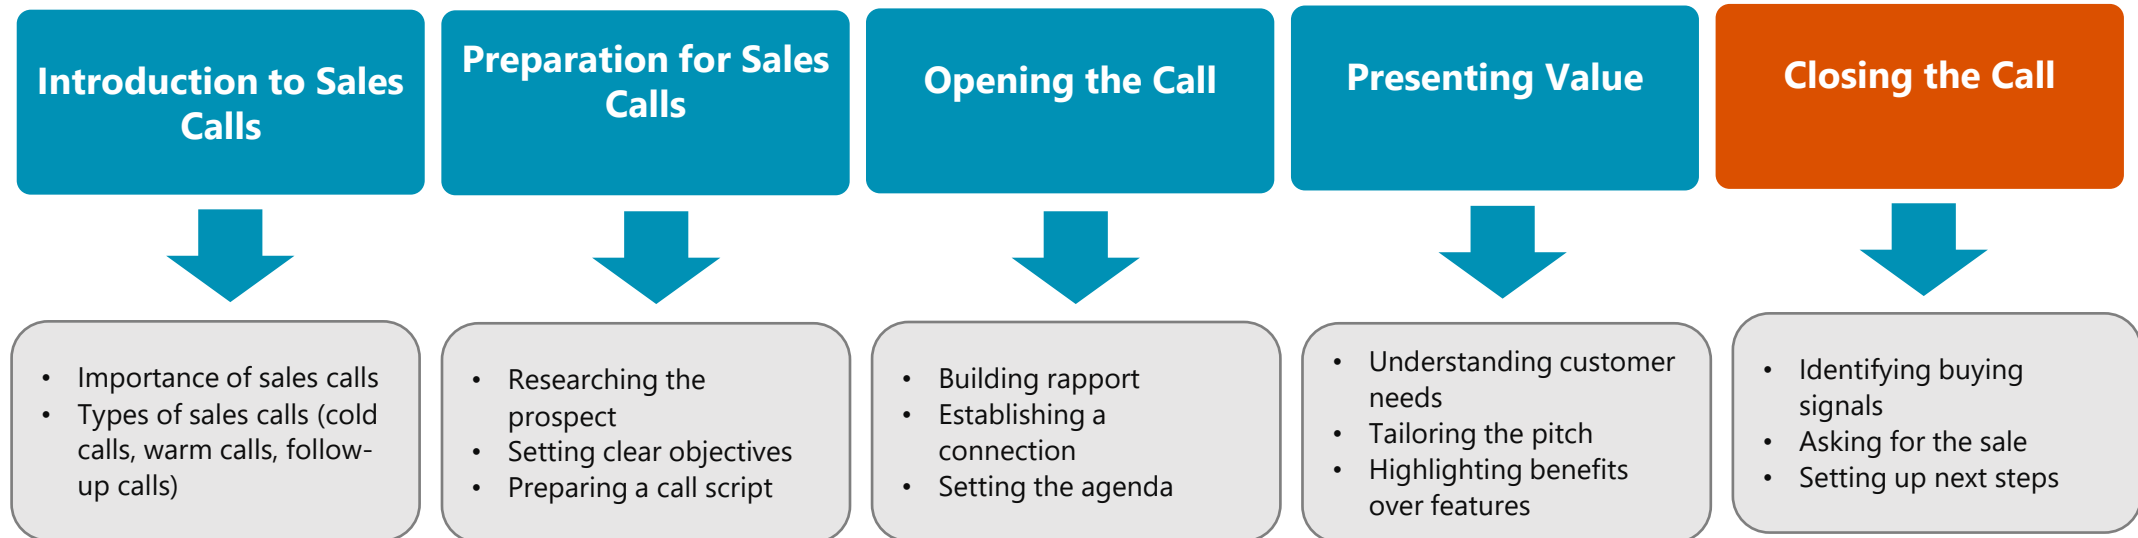 Introduction to Sales
Calls
Preparation for Sales
Calls
Opening the Call
Presenting Value
Closing the Call
• Importance of sales calls
• Types of sales calls (cold
calls, warm calls, follow-
up calls)
• Researching the
prospect
• Setting clear objectives
• Preparing a call script
• Building rapport
• Establishing a
connection
• Setting the agenda
• Understanding customer
needs
• Tailoring the pitch
• Highlighting benefits
over features
• Identifying buying
signals
• Asking for the sale
• Setting up next steps